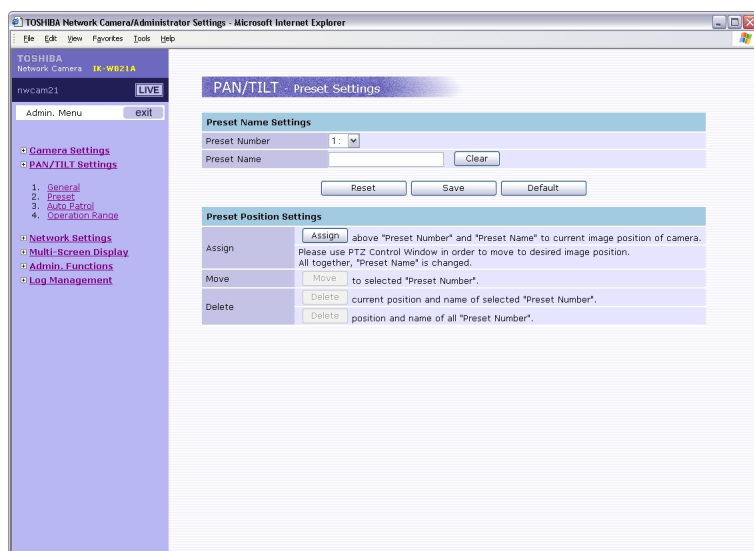 TOSHIBA Network Camera/Administrator Settings - Microsoft Internet Explorer
File Edit View Favorites Tools Help
TOSHIBA
Network Camera IK-WB21A
nwcam21 LIVE
Admin. Menu exit
Camera Settings
PAN/TILT Settings
1. General
2. Preset
3. Auto Patrol
4. Operation Range
Network Settings
Multi-Screen Display
Admin. Functions
Log Management
PAN/TILT - Preset Settings
Preset Name Settings
Preset Number 1:
Preset Name Clear
Reset Save Default
Preset Position Settings
Assign Assign above "Preset Number" and "Preset Name" to current image position of camera.
Please use PTZ Control Window in order to move to desired image position.
All together, "Preset Name" is changed.
Move Move to selected "Preset Number".
Delete Delete current position and name of selected "Preset Number".
Delete position and name of all "Preset Number".